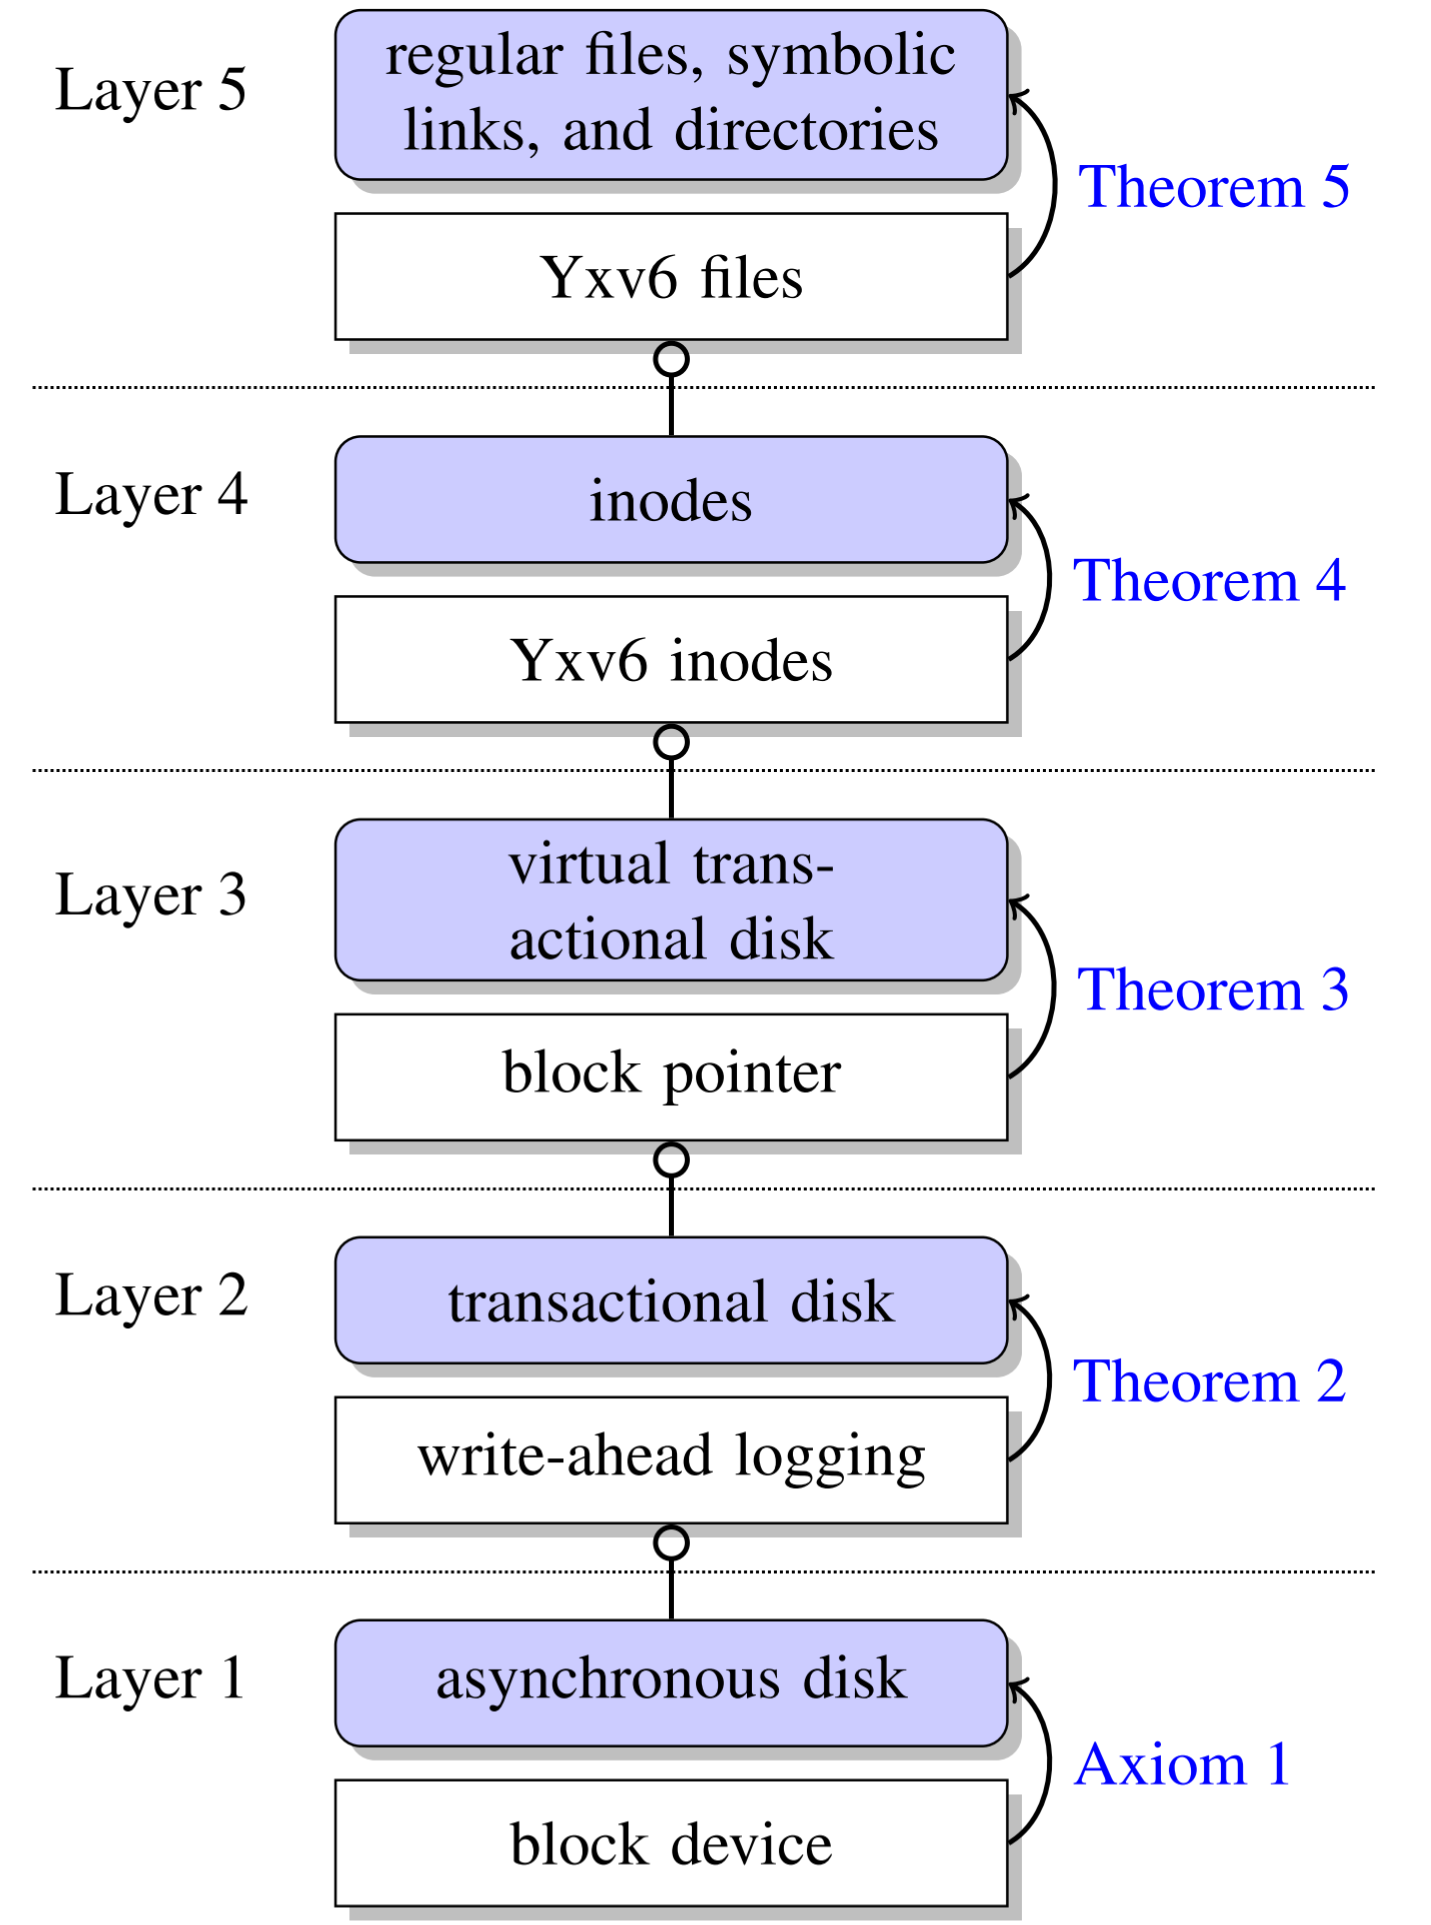 Layer 5
regular files, symbolic
links, and directories
Theorem 5
Yxv6 files
Layer 4
inodes
Theorem 4
Yxv6 inodes
Layer 3
virtual trans-
actional disk
Theorem 3
block pointer
Layer 2
transactional disk
Theorem 2
write-ahead logging
Layer 1
asynchronous disk
Axiom 1
block device